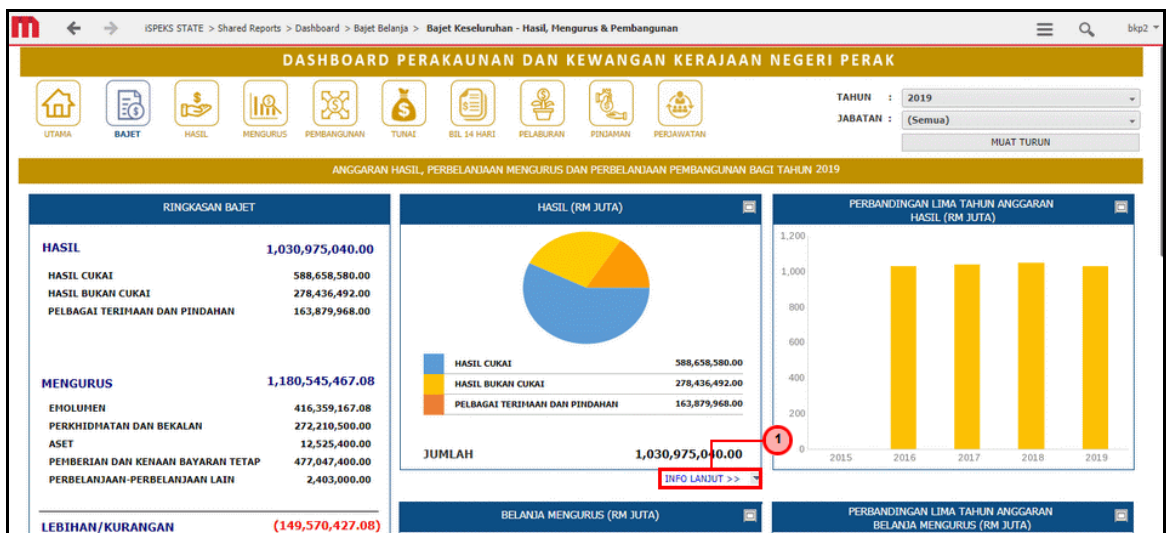 iSPEKS STATE > Shared Reports > Dashboard > Bajet Belanja > Bajet Keseluruhan - Hasil, Mengurus & Pembangunan
bkp2
DASHBOARD PERAKAUNAN DAN KEWANGAN KERAJAAN NEGERI PERAK
UTAMA BAJET HASIL MENGURUS PEMBANGUNAN TUNAI BIL 14 HARI PELABURAN PINJAMAN PERJAWATAN
TAHUN : 2019
JABATAN : (Semua)
MUAT TURUN
ANGGARAN HASIL, PERBELANJAAN MENGURUS DAN PERBELANJAAN PEMBANGUNAN BAGI TAHUN 2019
RINGKASAN BAJET
HASIL 1,030,975,040.00
HASIL CUKAI 588,658,580.00
HASIL BUKAN CUKAI 278,436,492.00
PELBAGAI TERIMAAN DAN PINDAHAN 163,879,968.00
MENGURUS 1,180,545,467.08
EMOLUMEN 416,359,167.08
PERKHIDMATAN DAN BEKALAN 272,210,500.00
ASET 12,525,400.00
PEMBERIAN DAN KENAAN BAYARAN TETAP 477,047,400.00
PERBELANJAAN-PERBELANJAAN LAIN 2,403,000.00
LEBIHAN/KURANGAN (149,570,427.08)
HASIL (RM JUTA)
HASIL CUKAI 588,658,580.00
HASIL BUKAN CUKAI 278,436,492.00
PELBAGAI TERIMAAN DAN PINDAHAN 163,879,968.00
JUMLAH 1,030,975,040.00
INFO LANJUT >>
1
BELANJA MENGURUS (RM JUTA)
PERBANDINGAN LIMA TAHUN ANGGARAN
HASIL (RM JUTA)
1,200
1,000
800
600
400
200
0
2015 2016 2017 2018 2019
PERBANDINGAN LIMA TAHUN ANGGARAN
BELANJA MENGURUS (RM JUTA)